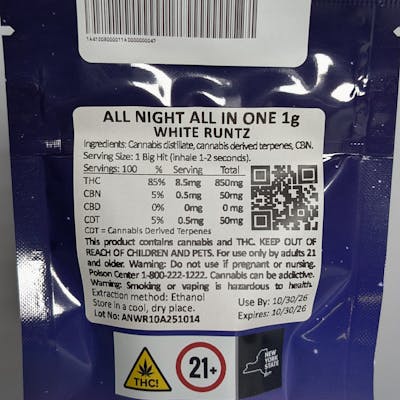 ALL NIGHT ALL IN ONE 1g
WHITE RUNTZ
Ingredients: Cannabis distillate, cannabis derived terpenes, CBN.
Serving Size: 1 Big Hit (inhale 1-2 seconds).
Servings: 100 % Serving Total
THC 85% 8.5mg 850mg
CBN 5% 0.5mg 50mg
CBD 0% 0mg 0 mg
CDT 5% 0.5mg 50mg
CDT = Cannabis Derived Terpenes
This product contains cannabis and THC. KEEP OUT OF
REACH OF CHILDREN AND PETS. For use only by adults 21
and older. Warning: Do not use if pregnant or nursing.
Poison Center 1-800-222-1222. Cannabis can be addictive.
Warning: Smoking or vaping is hazardous to health.
Extraction method: Ethanol
Store in a cool, dry place.
Lot No: ANWR10A251014
Use By: 10/30/26
Expires: 10/30/26
THC!
21+
NEW
YORK
STATE